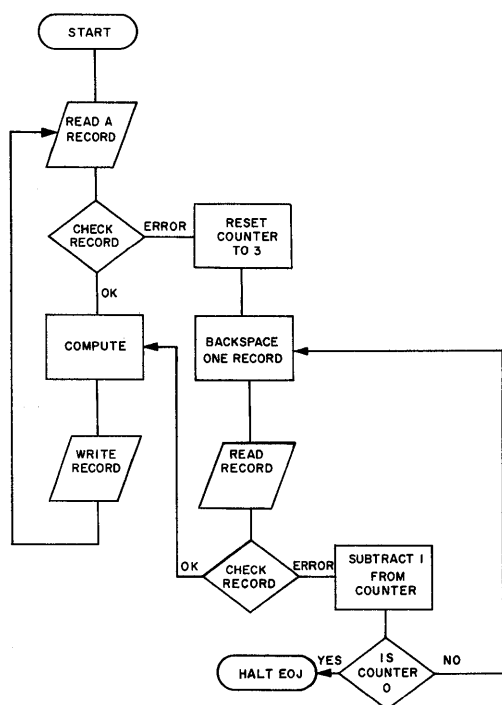 START
READ A
RECORD
CHECK
RECORD
ERROR
RESET
COUNTER
TO 3
OK
COMPUTE
BACKSPACE
ONE RECORD
WRITE
RECORD
READ
RECORD
OK
CHECK
RECORD
ERROR
SUBTRACT 1
FROM
COUNTER
HALT EOJ
YES
IS
COUNTER
0
NO